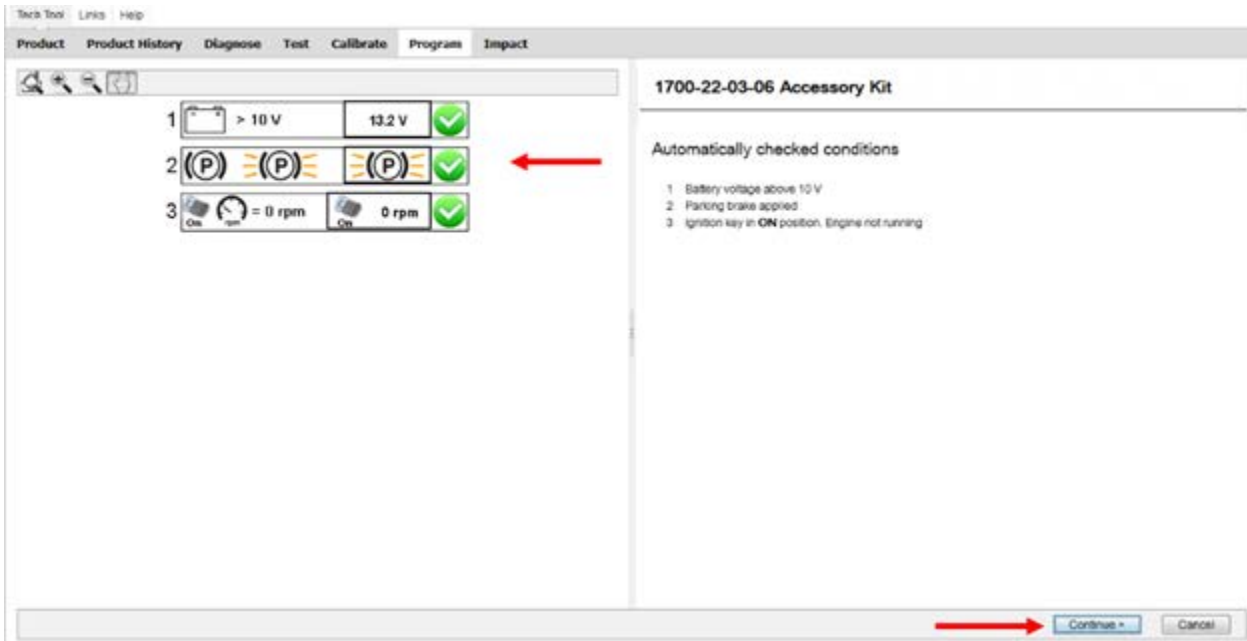 Tech Tool Links Help
Product Product History Diagnose Test Calibrate Program Impact
1 > 10 V 13.2 V
2 (P) (P) (P)
3 On rpm = 0 rpm On 0 rpm
1700-22-03-06 Accessory Kit
Automatically checked conditions
1 Battery voltage above 10 V
2 Parking brake applied
3 Ignition key in ON position. Engine not running
Continue » Cancel